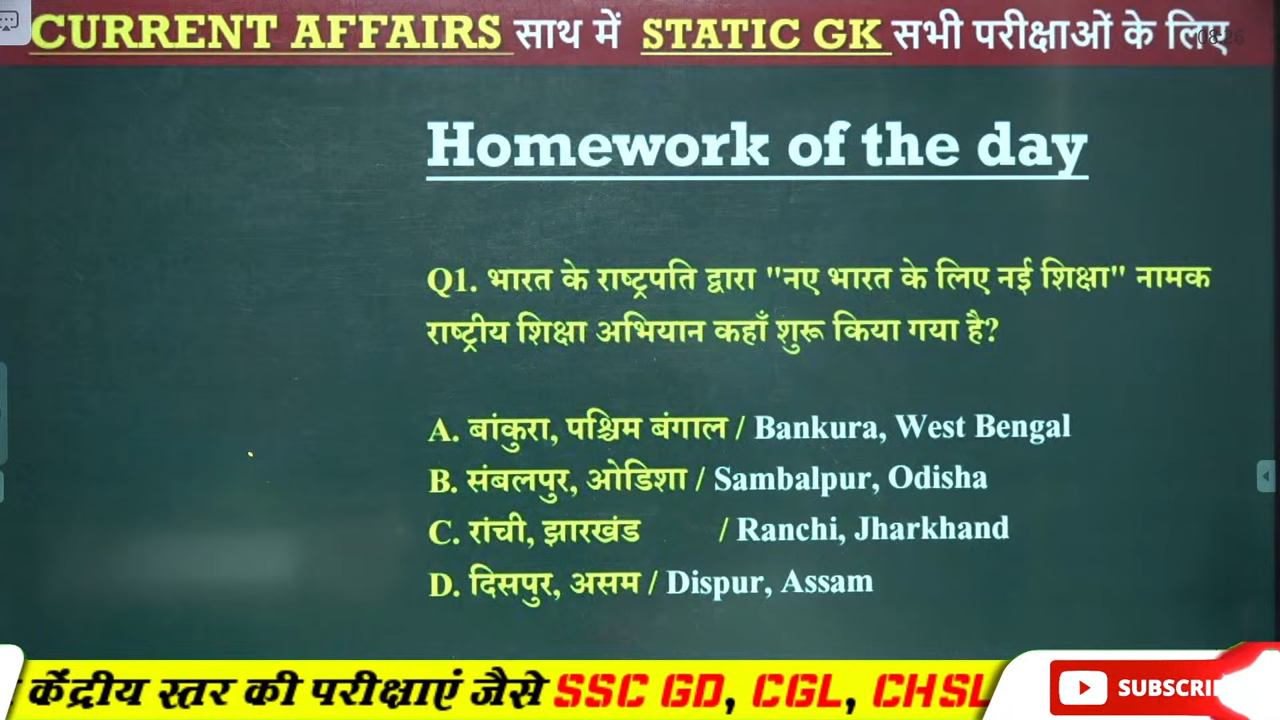 CURRENT AFFAIRS साथ में STATIC GK सभी परीक्षाओं के लिए
Homework of the day
Q1. भारत के राष्ट्रपति द्वारा "नए भारत के लिए नई शिक्षा" नामक
राष्ट्रीय शिक्षा अभियान कहाँ शुरू किया गया है?
A. बांकुरा, पश्चिम बंगाल / Bankura, West Bengal
B. संबलपुर, ओडिशा / Sambalpur, Odisha
C. रांची, झारखंड / Ranchi, Jharkhand
D. दिसपुर, असम / Dispur, Assam
केंद्रीय स्तर की परीक्षाएं जैसे SSC GD, CGL, CHSL
SUBSCRI